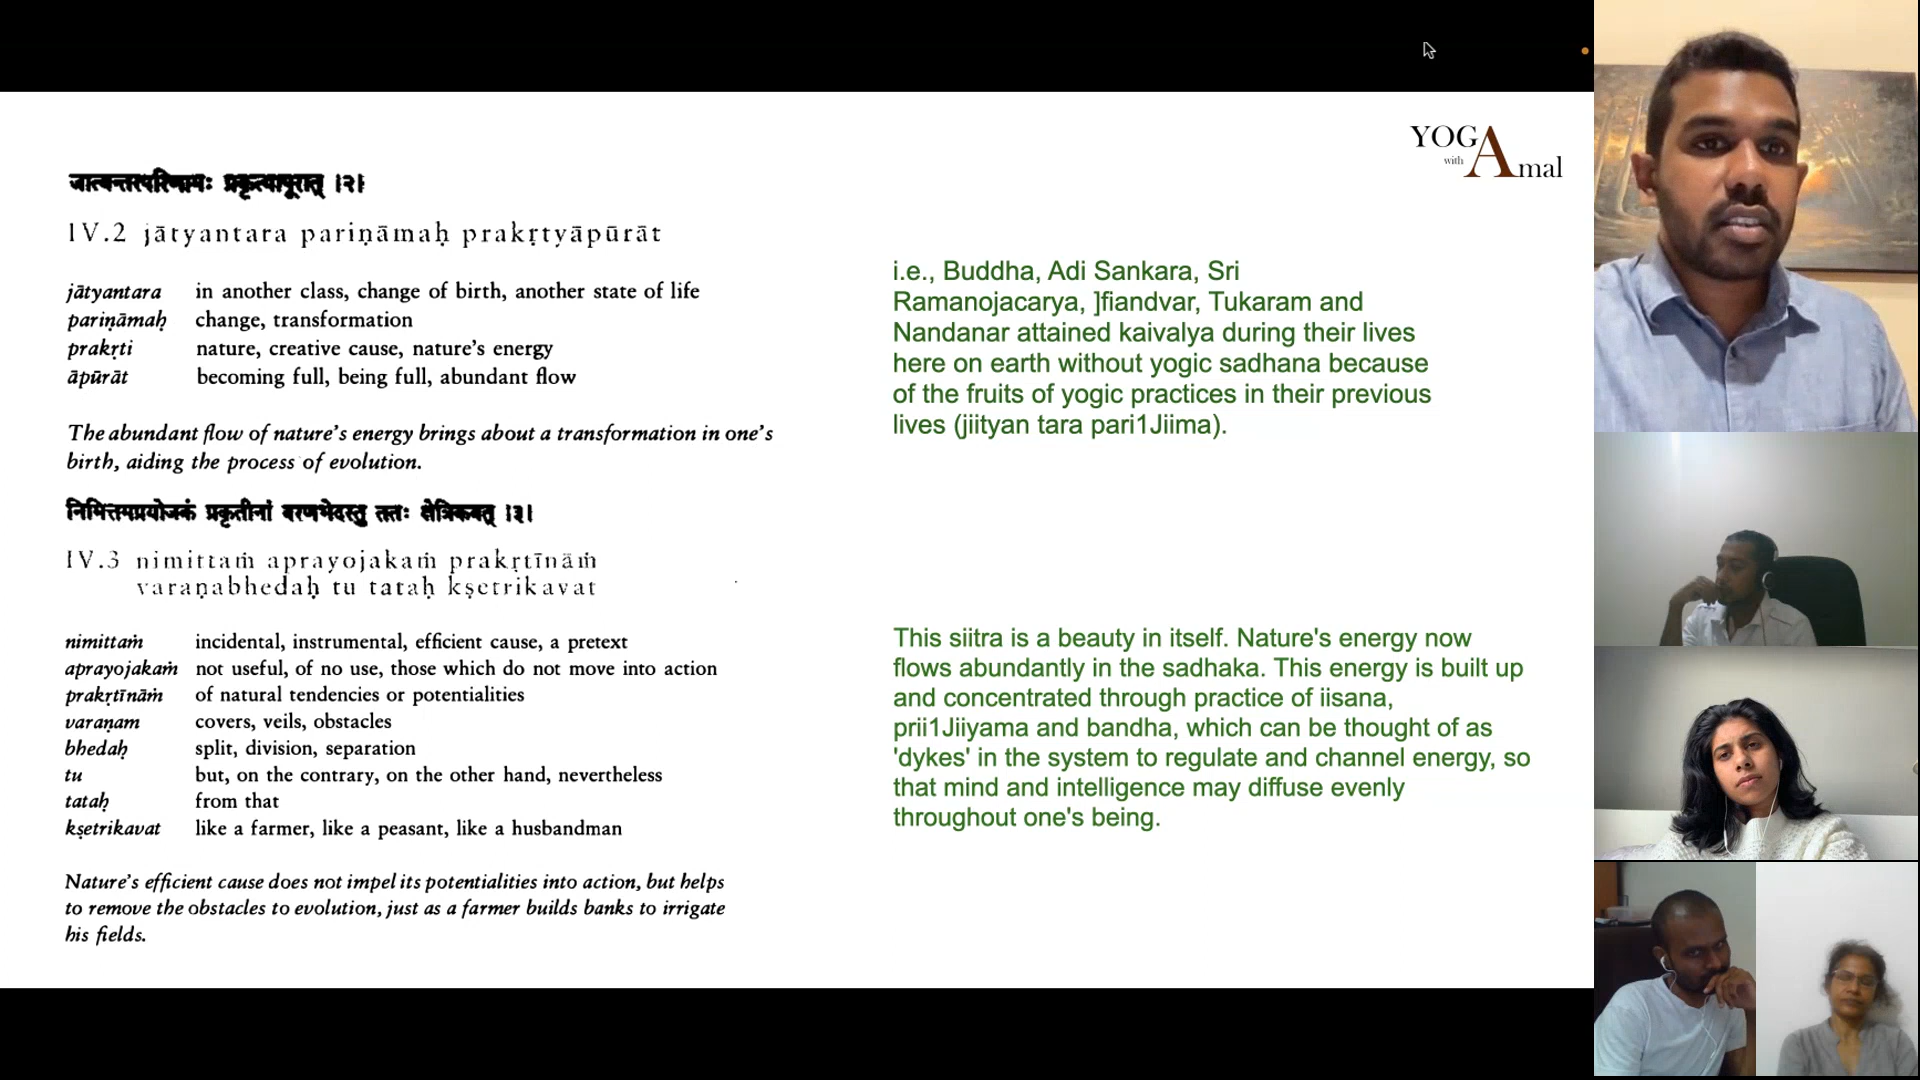 YOGA
with Amal
जात्यन्तरपरिणामः प्रकृत्यापूरात् ।२।
IV.2 jātyantara pariṇāmaḥ prakṛtyāpūrāt
jātyantara in another class, change of birth, another state of life
pariṇāmaḥ change, transformation
prakṛti nature, creative cause, nature's energy
āpūrāt becoming full, being full, abundant flow
The abundant flow of nature's energy brings about a transformation in one's
birth, aiding the process of evolution.
i.e., Buddha, Adi Sankara, Sri
Ramanojacarya, ]fiandvar, Tukaram and
Nandanar attained kaivalya during their lives
here on earth without yogic sadhana because
of the fruits of yogic practices in their previous
lives (jiityan tara pari1Jiima).
निमित्तमप्रयोजकं प्रकृतीनां वरणभेदस्तु ततः क्षेत्रिकवत् ।३।
IV.3 nimittaṁ aprayojakaṁ prakṛtīnāṁ
varaṇabhedaḥ tu tataḥ kṣetrikavat
nimittaṁ incidental, instrumental, efficient cause, a pretext
aprayojakaṁ not useful, of no use, those which do not move into action
prakṛtīnāṁ of natural tendencies or potentialities
varaṇam covers, veils, obstacles
bhedaḥ split, division, separation
tu but, on the contrary, on the other hand, nevertheless
tataḥ from that
kṣetrikavat like a farmer, like a peasant, like a husbandman
Nature's efficient cause does not impel its potentialities into action, but helps
to remove the obstacles to evolution, just as a farmer builds banks to irrigate
his fields.
This siitra is a beauty in itself. Nature's energy now
flows abundantly in the sadhaka. This energy is built up
and concentrated through practice of iisana,
prii1Jiiyama and bandha, which can be thought of as
'dykes' in the system to regulate and channel energy, so
that mind and intelligence may diffuse evenly
throughout one's being.